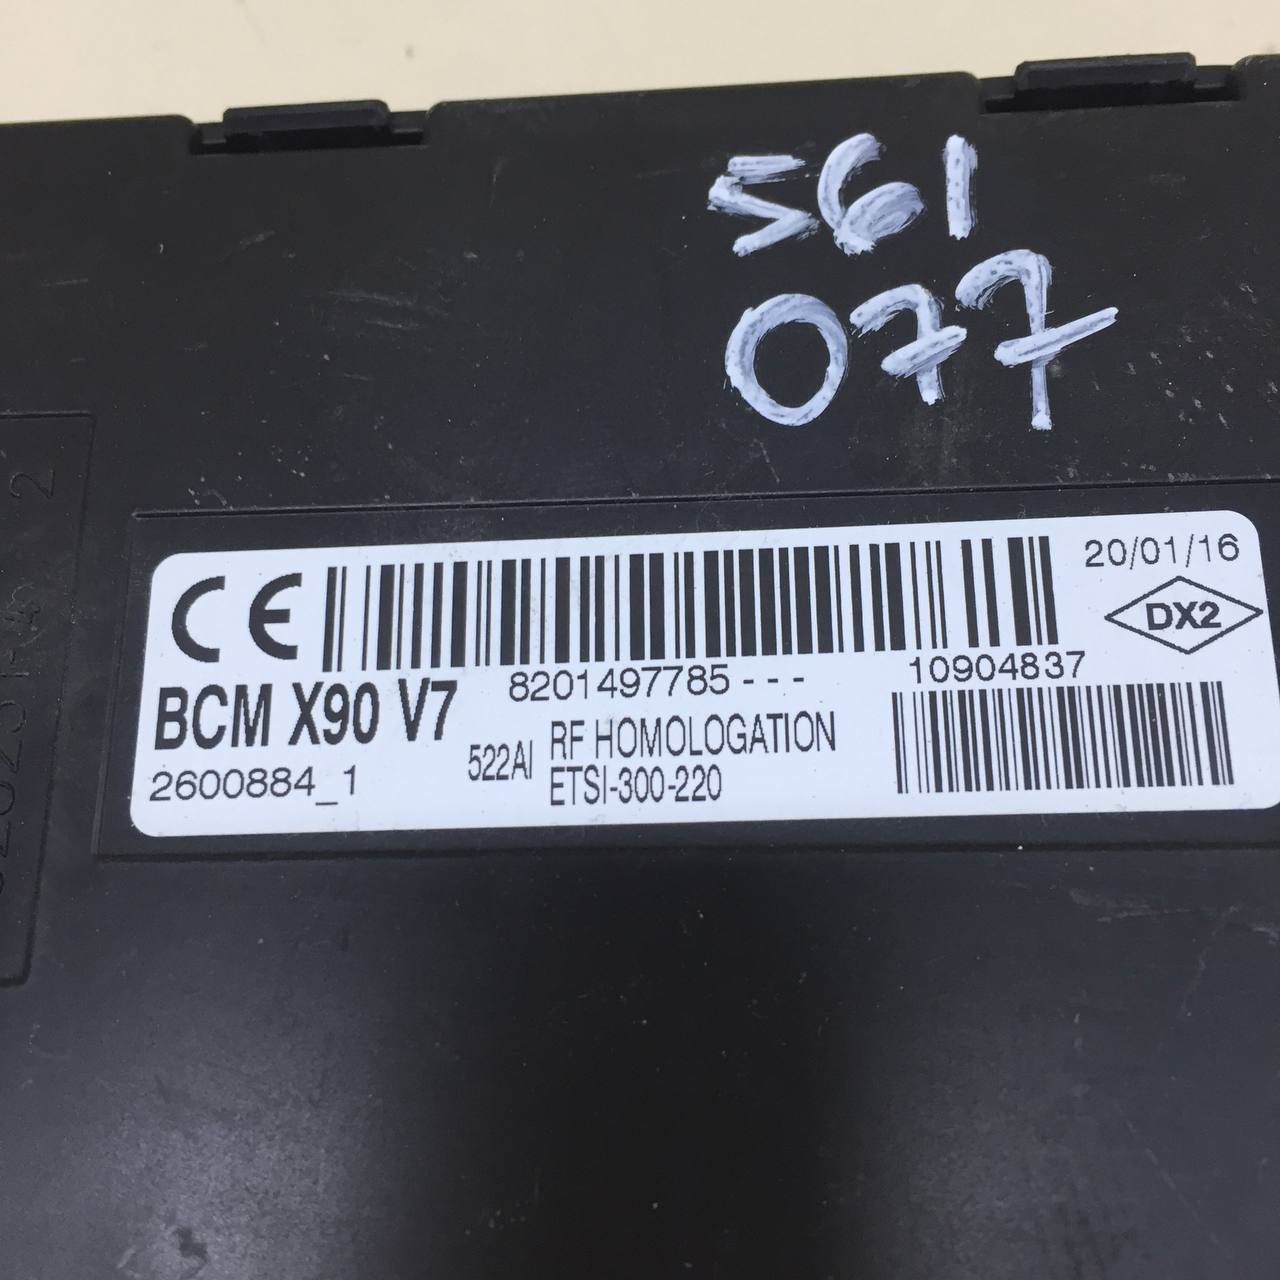 561
077
CE
20/01/16
DX2
8201497785---
10904837
BCM X90 V7
2600884_1
522AI
RF HOMOLOGATION
ETSI-300-220
2